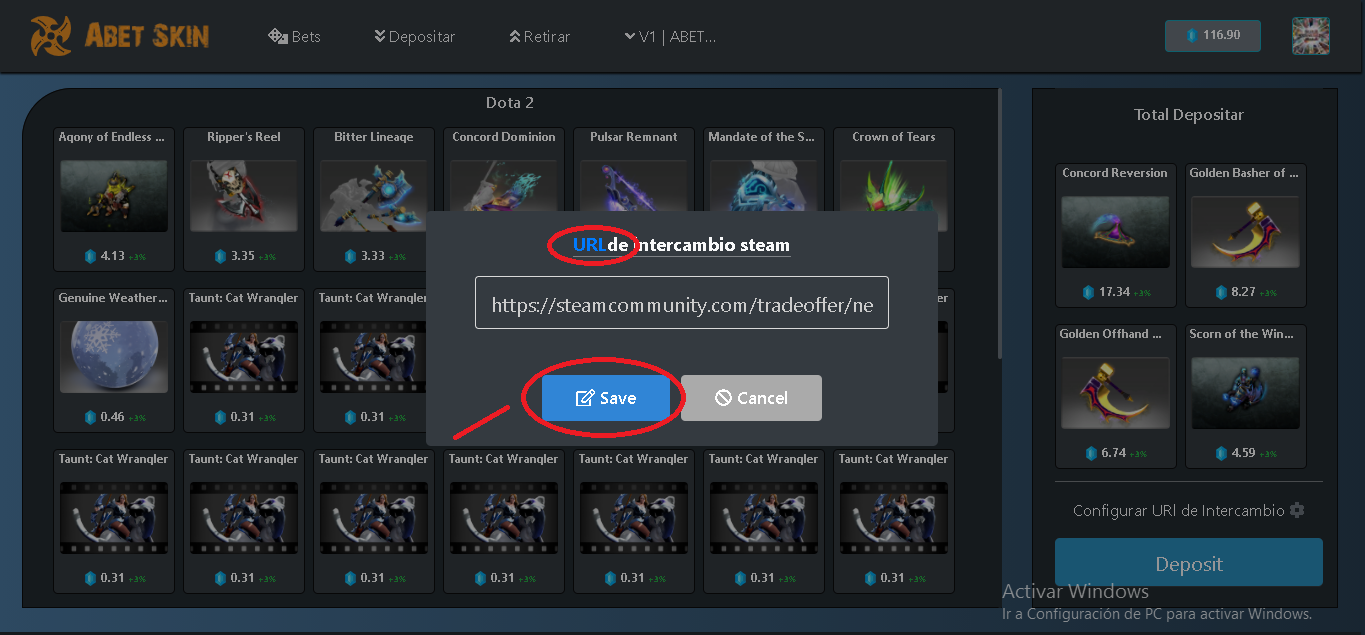 ABET SKIN
Bets
Depositar
Retirar
V1 | ABET...
116.90
Dota 2
Agony of Endless ...
Ripper's Reel
Bitter Lineage
Concord Dominion
Pulsar Remnant
Mandate of the S...
Crown of Tears
4.13 +3%
3.35 +3%
3.33 +3%
Genuine Weather...
Taunt: Cat Wrangler
Taunt: Cat Wrangler
0.46 +3%
0.31 +3%
0.31 +3%
Taunt: Cat Wrangler
Taunt: Cat Wrangler
Taunt: Cat Wrangler
Taunt: Cat Wrangler
Taunt: Cat Wrangler
Taunt: Cat Wrangler
Taunt: Cat Wrangler
0.31 +3%
0.31 +3%
0.31 +3%
0.31 +3%
0.31 +3%
0.31 +3%
0.31 +3%
URL de intercambio steam
https://steamcommunity.com/tradeoffer/ne
Save
Cancel
Total Depositar
Concord Reversion
Golden Basher of ...
17.34 +3%
8.27 +3%
Golden Offhand ...
Scorn of the Win...
6.74 +3%
4.59 +3%
Configurar URl de Intercambio
Deposit
Activar Windows
Ir a Configuración de PC para activar Windows.